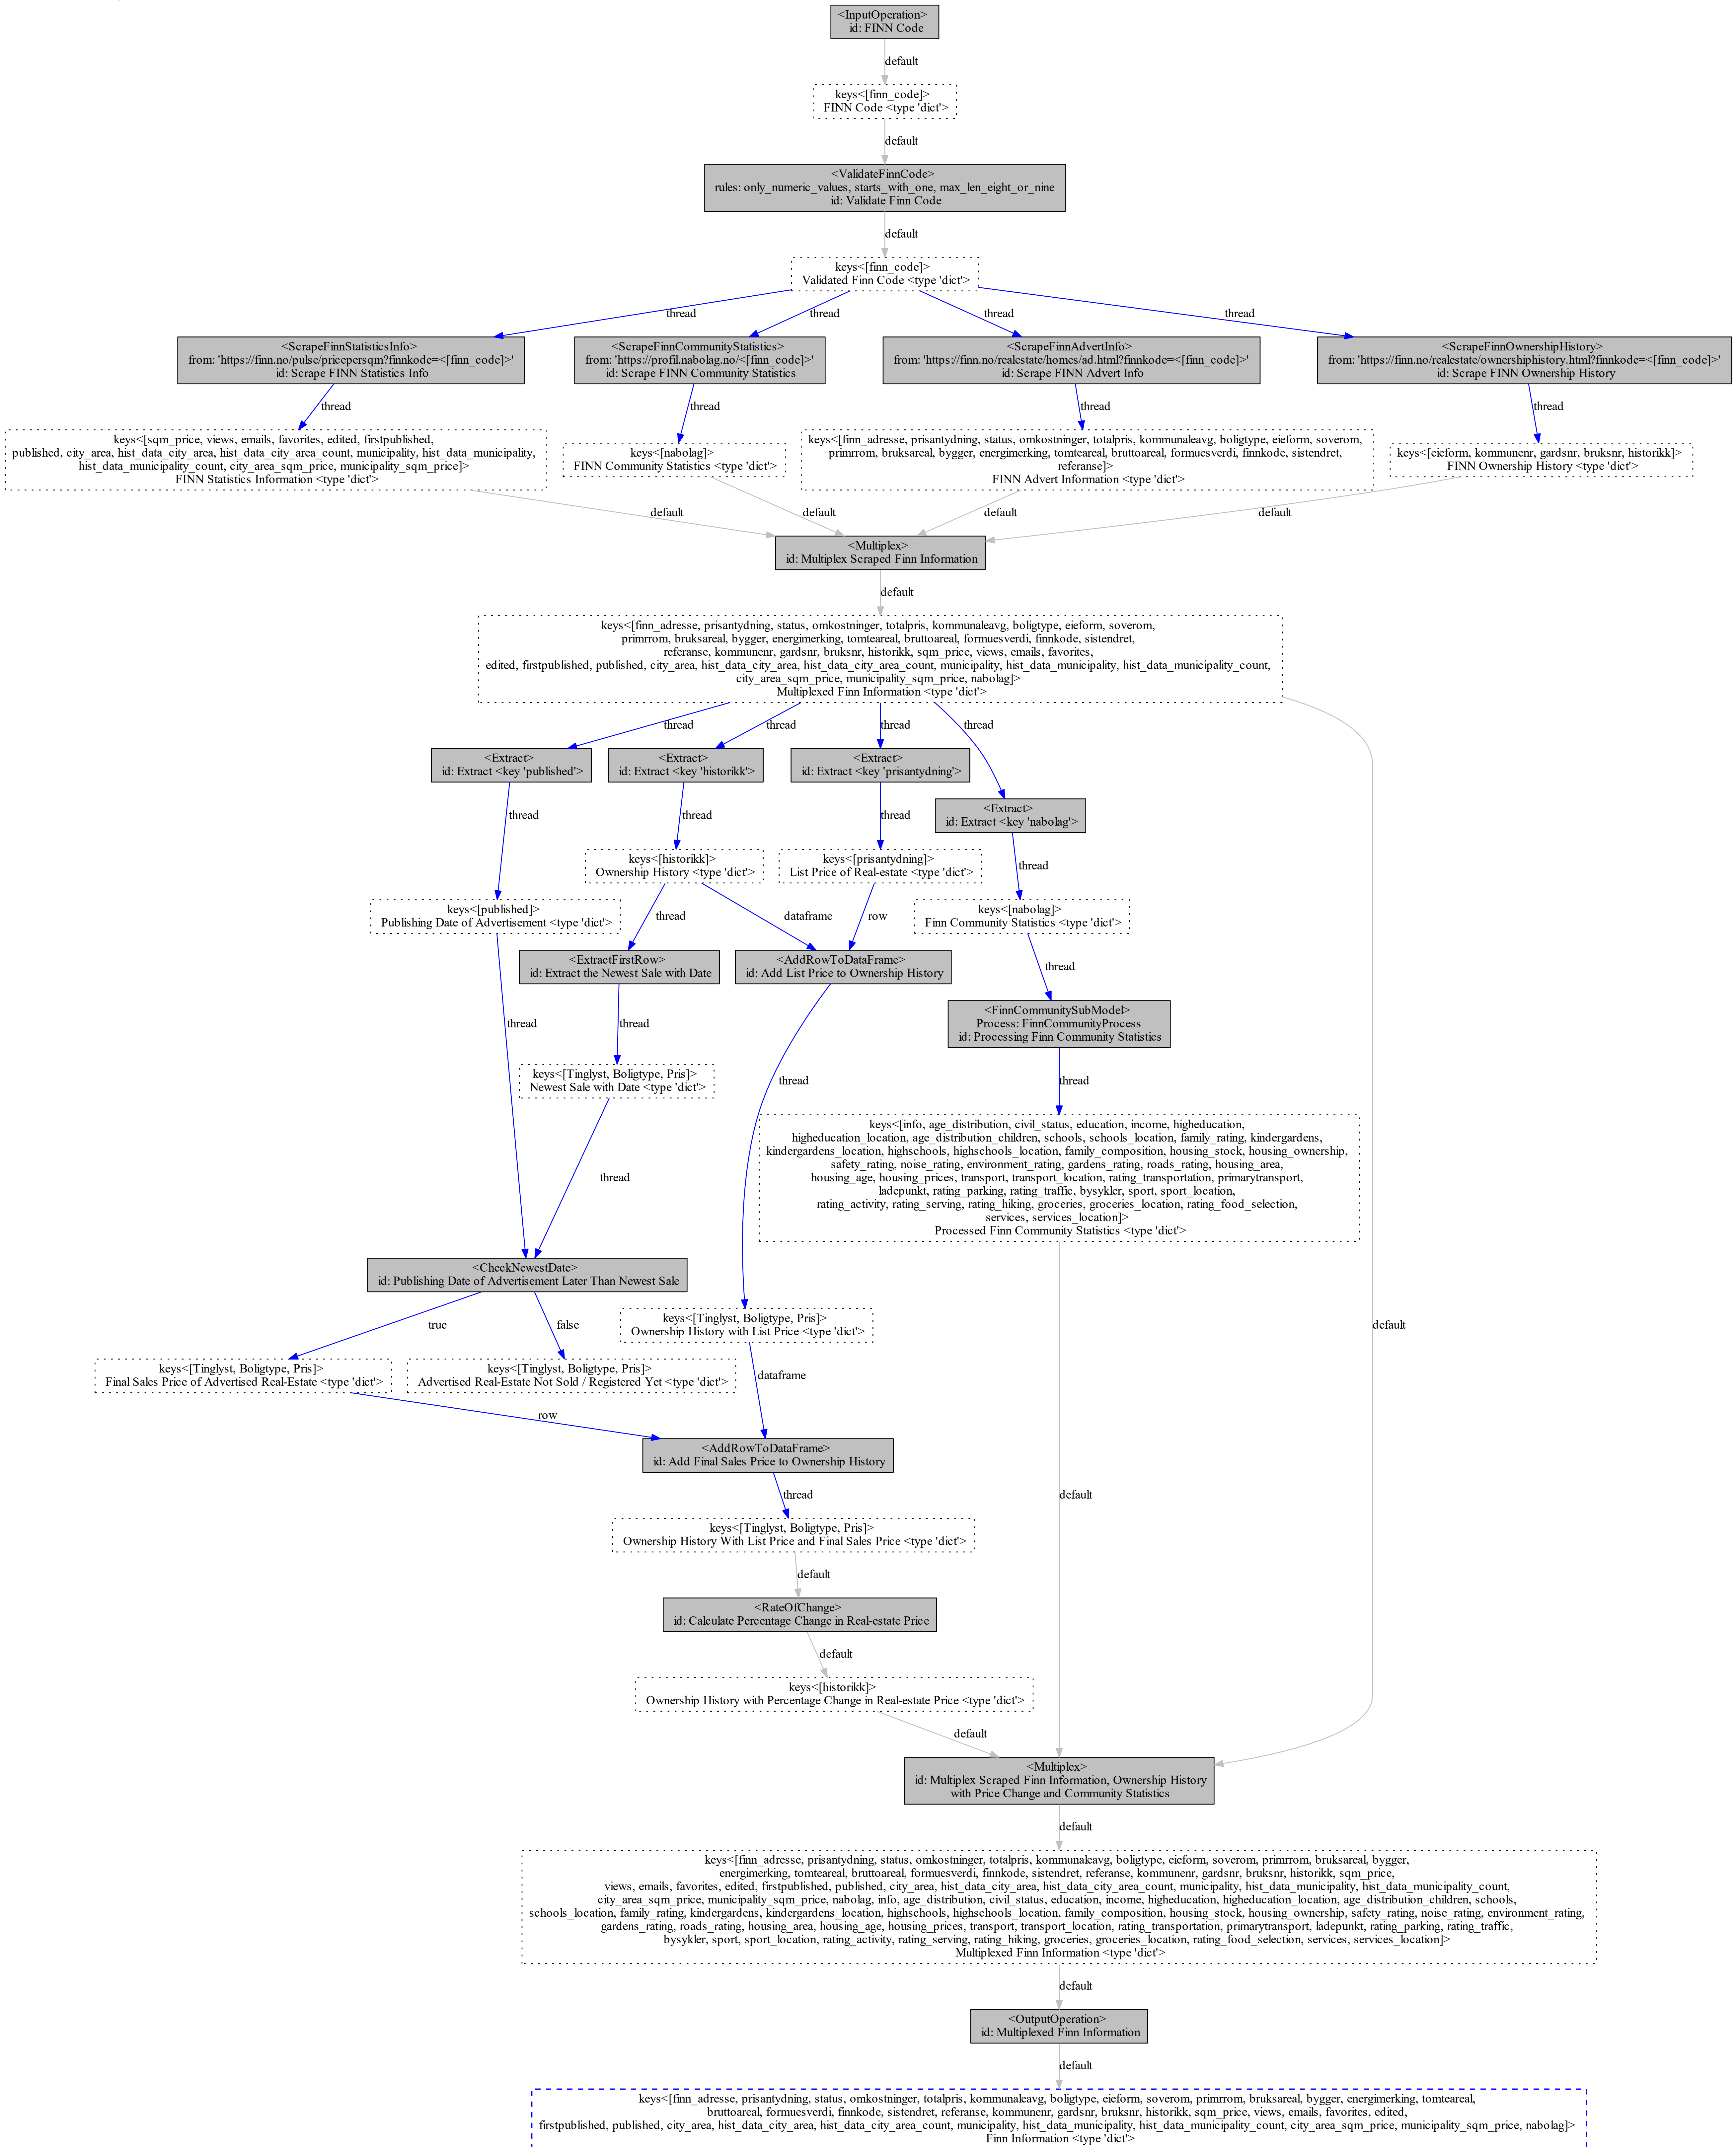 <InputOperation>
id: FINN Code
default
keys<[finn_code]>
FINN Code <type 'dict'>
default
<ValidateFinnCode>
rules: only_numeric_values, starts_with_one, max_len_eight_or_nine
id: Validate Finn Code
default
keys<[finn_code]>
Validated Finn Code <type 'dict'>
thread
thread
thread
thread
<ScrapeFinnStatisticsInfo>
from: 'https://finn.no/pulse/pricepersqm?finnkode=<[finn_code]>'
id: Scrape FINN Statistics Info
<ScrapeFinnCommunityStatistics>
from: 'https://profil.nabolag.no/<[finn_code]>'
id: Scrape FINN Community Statistics
<ScrapeFinnAdvertInfo>
from: 'https://finn.no/realestate/homes/ad.html?finnkode=<[finn_code]>'
id: Scrape FINN Advert Info
<ScrapeFinnOwnershipHistory>
from: 'https://finn.no/realestate/ownershiphistory.html?finnkode=<[finn_code]>'
id: Scrape FINN Ownership History
thread
thread
thread
thread
keys<[sqm_price, views, emails, favorites, edited, firstpublished,
published, city_area, hist_data_city_area, hist_data_city_area_count, municipality, hist_data_municipality,
hist_data_municipality_count, city_area_sqm_price, municipality_sqm_price]>
FINN Statistics Information <type 'dict'>
keys<[nabolag]>
FINN Community Statistics <type 'dict'>
keys<[finn_adresse, prisantydning, status, omkostninger, totalpris, kommunaleavg, boligtype, eieform, soverom,
primrrom, bruksareal, bygger, energimerking, tomteareal, bruttoareal, formuesverdi, finnkode, sistendret,
referanse]>
FINN Advert Information <type 'dict'>
keys<[eieform, kommunenr, gardsnr, bruksnr, historikk]>
FINN Ownership History <type 'dict'>
default
default
default
default
<Multiplex>
id: Multiplex Scraped Finn Information
default
keys<[finn_adresse, prisantydning, status, omkostninger, totalpris, kommunaleavg, boligtype, eieform, soverom,
primrrom, bruksareal, bygger, energimerking, tomteareal, bruttoareal, formuesverdi, finnkode, sistendret,
referanse, kommunenr, gardsnr, bruksnr, historikk, sqm_price, views, emails, favorites,
edited, firstpublished, published, city_area, hist_data_city_area, hist_data_city_area_count, municipality, hist_data_municipality, hist_data_municipality_count,
city_area_sqm_price, municipality_sqm_price, nabolag]>
Multiplexed Finn Information <type 'dict'>
thread
thread
thread
thread
<Extract>
id: Extract <key 'published'>
<Extract>
id: Extract <key 'historikk'>
<Extract>
id: Extract <key 'prisantydning'>
<Extract>
id: Extract <key 'nabolag'>
thread
thread
thread
thread
keys<[historikk]>
Ownership History <type 'dict'>
keys<[prisantydning]>
List Price of Real-estate <type 'dict'>
keys<[published]>
Publishing Date of Advertisement <type 'dict'>
keys<[nabolag]>
Finn Community Statistics <type 'dict'>
thread
dataframe
row
thread
<ExtractFirstRow>
id: Extract the Newest Sale with Date
<AddRowToDataFrame>
id: Add List Price to Ownership History
<FinnCommunitySubModel>
Process: FinnCommunityProcess
id: Processing Finn Community Statistics
thread
thread
thread
thread
keys<[Tinglyst, Boligtype, Pris]>
Newest Sale with Date <type 'dict'>
keys<[info, age_distribution, civil_status, education, income, higheducation,
higheducation_location, age_distribution_children, schools, schools_location, family_rating, kindergardens,
kindergardens_location, highschools, highschools_location, family_composition, housing_stock, housing_ownership,
safety_rating, noise_rating, environment_rating, gardens_rating, roads_rating, housing_area,
housing_age, housing_prices, transport, transport_location, rating_transportation, primarytransport,
ladepunkt, rating_parking, rating_traffic, bysykler, sport, sport_location,
rating_activity, rating_serving, rating_hiking, groceries, groceries_location, rating_food_selection,
services, services_location]>
Processed Finn Community Statistics <type 'dict'>
thread
<CheckNewestDate>
id: Publishing Date of Advertisement Later Than Newest Sale
true
false
keys<[Tinglyst, Boligtype, Pris]>
Ownership History with List Price <type 'dict'>
default
keys<[Tinglyst, Boligtype, Pris]>
Final Sales Price of Advertised Real-Estate <type 'dict'>
keys<[Tinglyst, Boligtype, Pris]>
Advertised Real-Estate Not Sold / Registered Yet <type 'dict'>
dataframe
row
<AddRowToDataFrame>
id: Add Final Sales Price to Ownership History
thread
default
keys<[Tinglyst, Boligtype, Pris]>
Ownership History With List Price and Final Sales Price <type 'dict'>
default
<RateOfChange>
id: Calculate Percentage Change in Real-estate Price
default
keys<[historikk]>
Ownership History with Percentage Change in Real-estate Price <type 'dict'>
default
<Multiplex>
id: Multiplex Scraped Finn Information, Ownership History
with Price Change and Community Statistics
default
keys<[finn_adresse, prisantydning, status, omkostninger, totalpris, kommunaleavg, boligtype, eieform, soverom, primrrom, bruksareal, bygger,
energimerking, tomteareal, bruttoareal, formuesverdi, finnkode, sistendret, referanse, kommunenr, gardsnr, bruksnr, historikk, sqm_price,
views, emails, favorites, edited, firstpublished, published, city_area, hist_data_city_area, hist_data_city_area_count, municipality, hist_data_municipality, hist_data_municipality_count,
city_area_sqm_price, municipality_sqm_price, nabolag, info, age_distribution, civil_status, education, income, higheducation, higheducation_location, age_distribution_children, schools,
schools_location, family_rating, kindergardens, kindergardens_location, highschools, highschools_location, family_composition, housing_stock, housing_ownership, safety_rating, noise_rating, environment_rating,
gardens_rating, roads_rating, housing_area, housing_age, housing_prices, transport, transport_location, rating_transportation, primarytransport, ladepunkt, rating_parking, rating_traffic,
bysykler, sport, sport_location, rating_activity, rating_serving, rating_hiking, groceries, groceries_location, rating_food_selection, services, services_location]>
Multiplexed Finn Information <type 'dict'>
default
<OutputOperation>
id: Multiplexed Finn Information
default
keys<[finn_adresse, prisantydning, status, omkostninger, totalpris, kommunaleavg, boligtype, eieform, soverom, primrrom, bruksareal, bygger, energimerking, tomteareal,
bruttoareal, formuesverdi, finnkode, sistendret, referanse, kommunenr, gardsnr, bruksnr, historikk, sqm_price, views, emails, favorites, edited,
firstpublished, published, city_area, hist_data_city_area, hist_data_city_area_count, municipality, hist_data_municipality, hist_data_municipality_count, city_area_sqm_price, municipality_sqm_price, nabolag]>
Finn Information <type 'dict'>